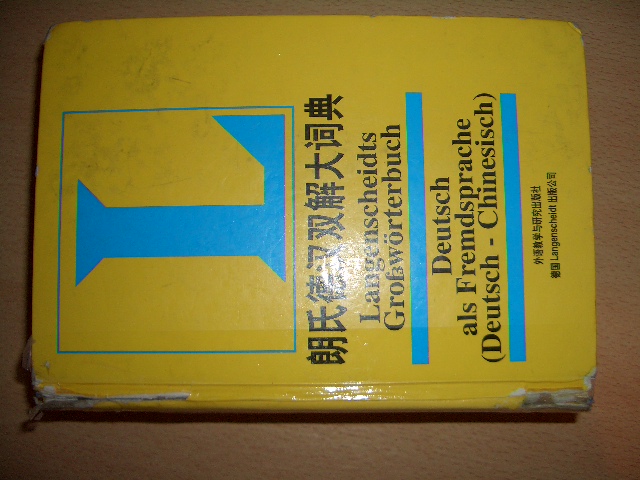 L
朗氏德汉双解大词典
Langenscheidts
Großwörterbuch
Deutsch
als Fremdsprache
(Deutsch - Chinesisch)
外语教学与研究出版社
德国 Langenscheidt 出版公司